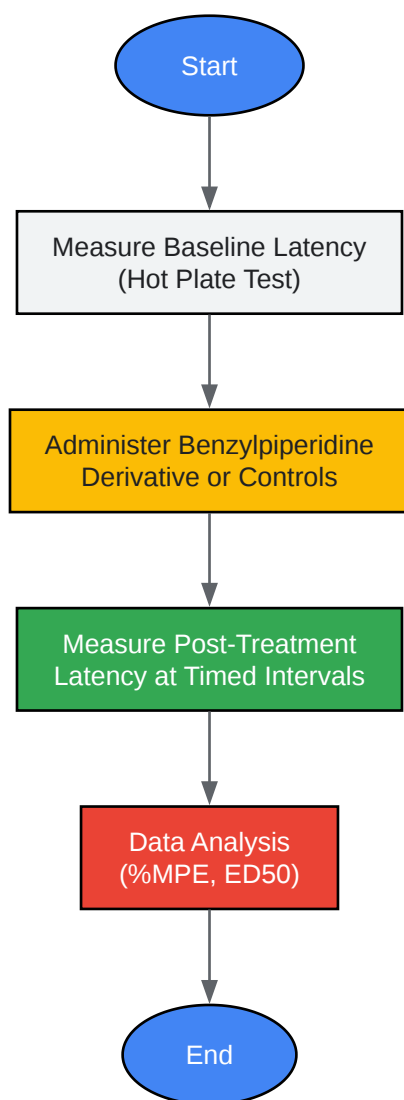 Start
Measure Baseline Latency
(Hot Plate Test)
Administer Benzylpiperidine
Derivative or Controls
Measure Post-Treatment
Latency at Timed Intervals
Data Analysis
(%MPE, ED50)
End